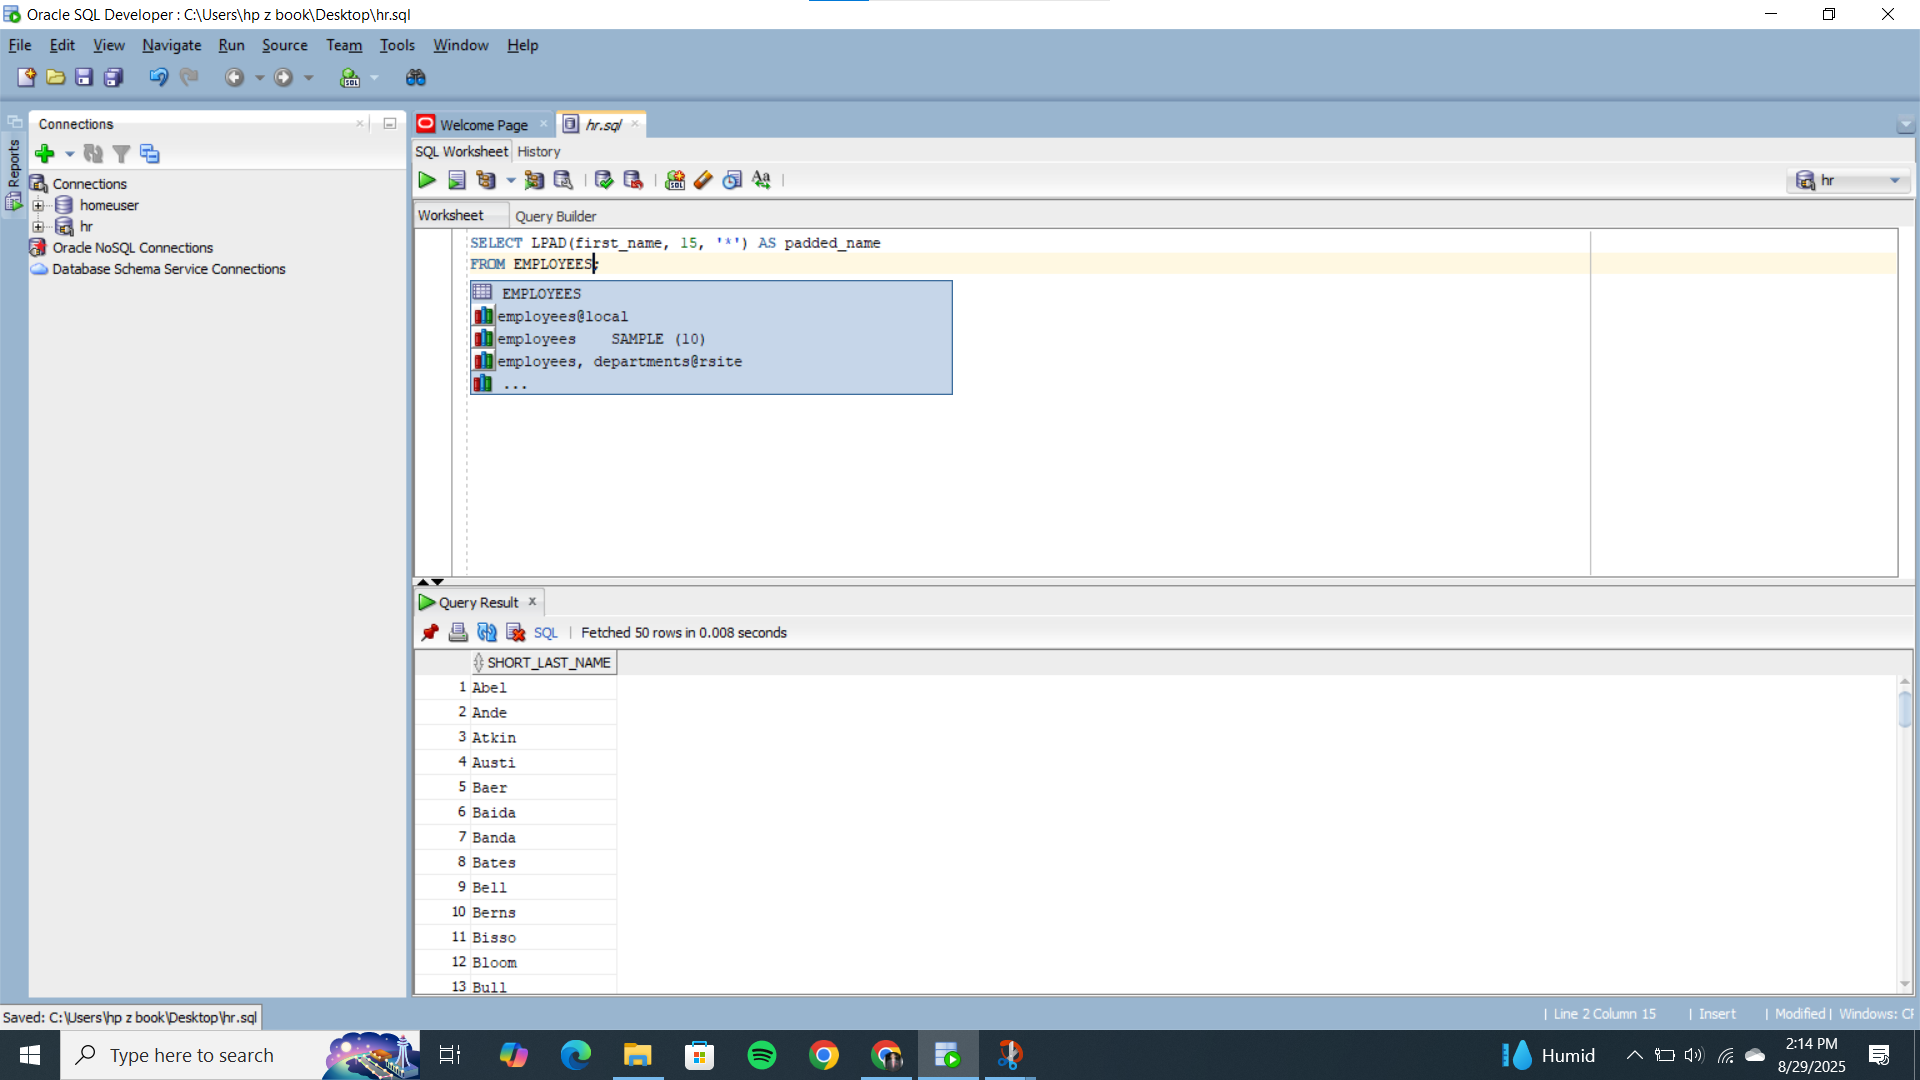 Oracle SQL Developer : C:\Users\hp z book\Desktop\hr.sql
File Edit View Navigate Run Source Team Tools Window Help
Reports
Connections
Connections
homeuser
hr
Oracle NoSQL Connections
Database Schema Service Connections
Welcome Page
hr.sql
SQL Worksheet History
hr
Worksheet Query Builder
SELECT LPAD(first_name, 15, '*') AS padded_name
FROM EMPLOYEES;
EMPLOYEES
employees@local
employees SAMPLE (10)
employees, departments@rsite
...
Query Result
SQL | Fetched 50 rows in 0.008 seconds
SHORT_LAST_NAME
1 Abel
2 Ande
3 Atkin
4 Austi
5 Baer
6 Baida
7 Banda
8 Bates
9 Bell
10 Berns
11 Bisso
12 Bloom
13 Bull
Saved: C:\Users\hp z book\Desktop\hr.sql
| Line 2 Column 15 | Insert | Modified | Windows:
Type here to search
Humid
2:14 PM
8/29/2025